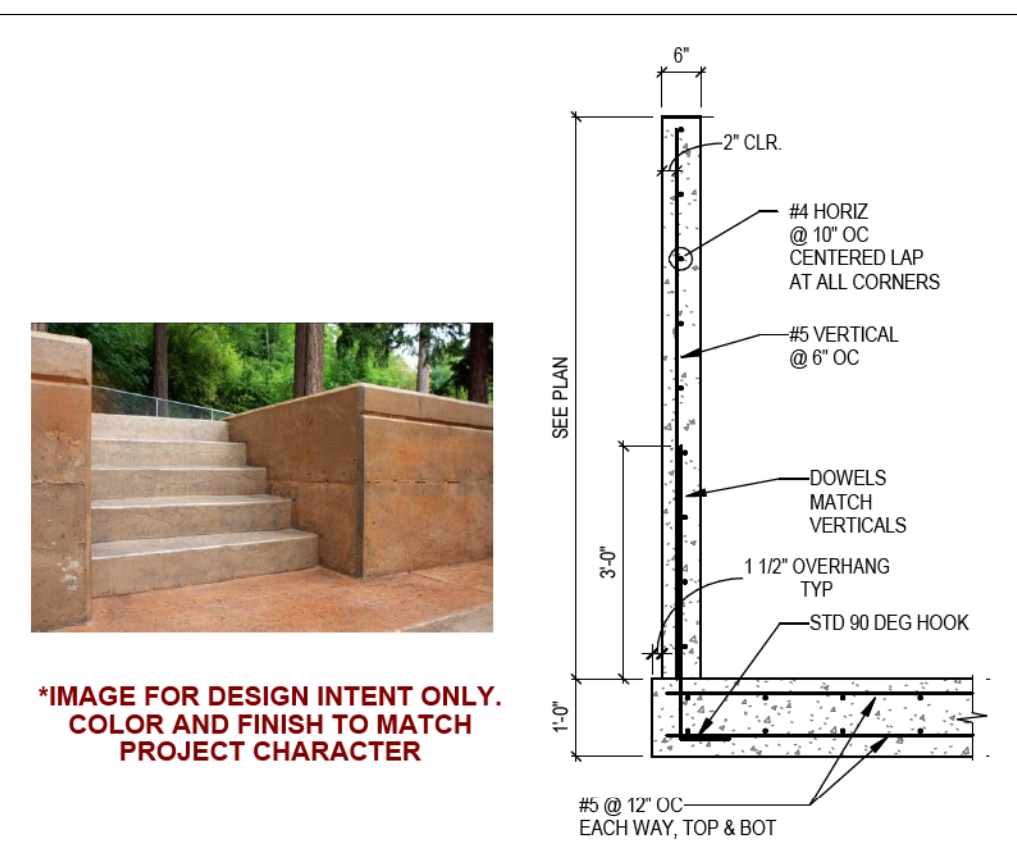 6"
2" CLR.
#4 HORIZ
@ 10" OC
CENTERED LAP
AT ALL CORNERS
#5 VERTICAL
@ 6" OC
SEE PLAN
DOWELS
MATCH
VERTICALS
3'-0"
1 1/2" OVERHANG
TYP
STD 90 DEG HOOK
1'-0"
#5 @ 12" OC
EACH WAY, TOP & BOT
*IMAGE FOR DESIGN INTENT ONLY.
COLOR AND FINISH TO MATCH
PROJECT CHARACTER